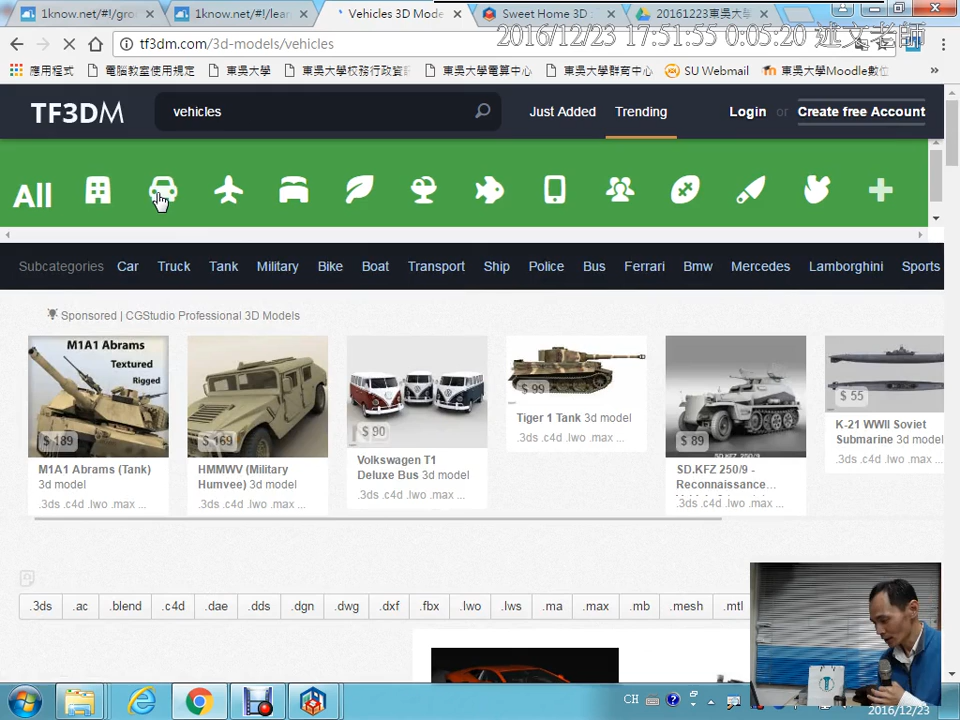 1know.net/#!/gro
1know.net/#!/lea
Vehicles 3D Mode
Sweet Home 3D
20161223東吳大學
tf3dm.com/3d-models/vehicles
2016/12/23 17:51:55 0:05:20 述文老師
應用程式
電腦教室使用規定
東吳大學
東吳大學校務行政資訊
東吳大學電算中心
東吳大學群育中心
SU Webmail
東吳大學Moodle數位
»
TF3DM
vehicles
Just Added
Trending
Login or Create free Account
All
Subcategories Car Truck Tank Military Bike Boat Transport Ship Police Bus Ferrari Bmw Mercedes Lamborghini Sports
Sponsored | CGStudio Professional 3D Models
M1A1 Abrams
Textured
Rigged
$ 189
M1A1 Abrams (Tank)
3d model
.3ds .c4d .lwo .max ...
$ 169
HMMWV (Military
Humvee) 3d model
.3ds .c4d .lwo .max ...
$ 90
Volkswagen T1
Deluxe Bus 3d model
.3ds .c4d .lwo .max ...
$ 99
Tiger 1 Tank 3d model
.3ds .c4d .lwo .max ...
$ 89
SD.KFZ 250/9 -
Reconnaissance...
.3ds .c4d .lwo .max ...
$ 55
K-21 WWII Soviet
Submarine 3d model
.3ds .c4d .lwo .max ...
.3ds .ac .blend .c4d .dae .dds .dgn .dwg .dxf .fbx .lwo .lws .ma .max .mb .mesh .mtl
CH
2016/12/23